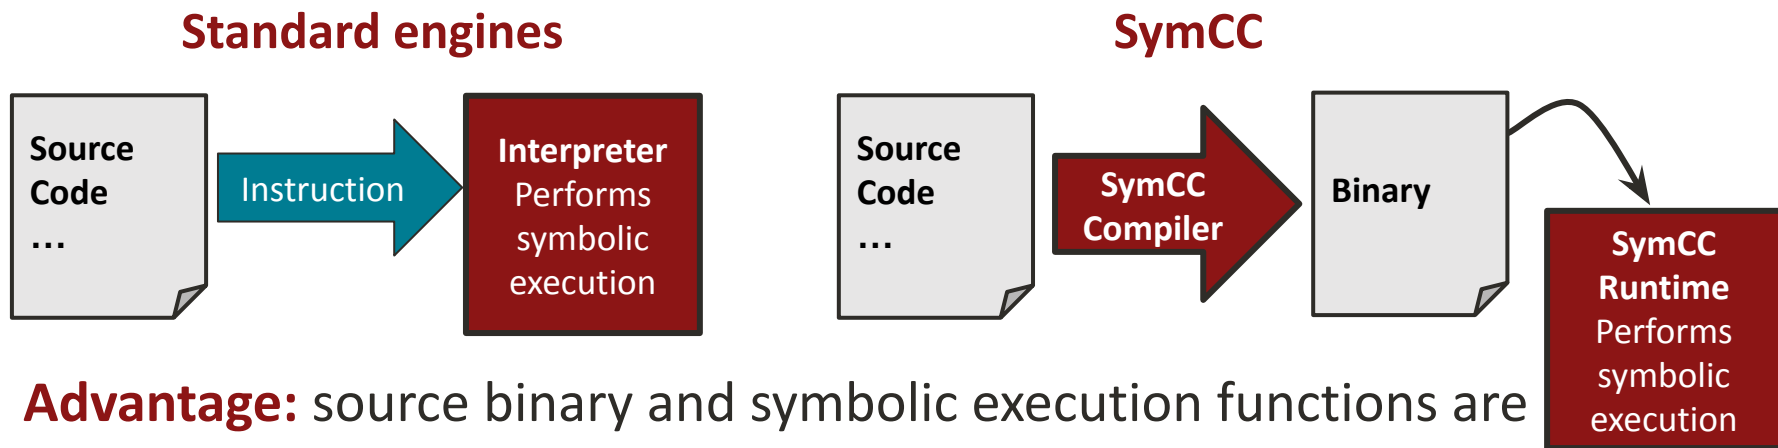 Standard engines
Source
Code
...
Instruction
Interpreter
Performs
symbolic
execution
SymCC
Source
Code
...
SymCC
Compiler
Binary
SymCC
Runtime
Performs
symbolic
execution
Advantage: source binary and symbolic execution functions are